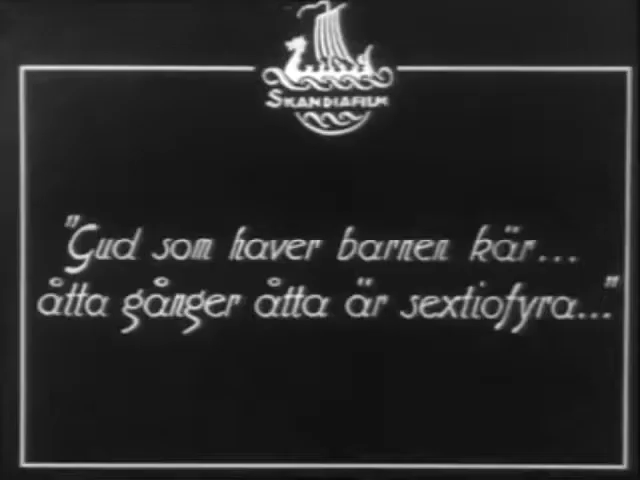 SKANDIAFILM
"Gud som haver barnen kär...
åtta gånger åtta är sextiofyra..."